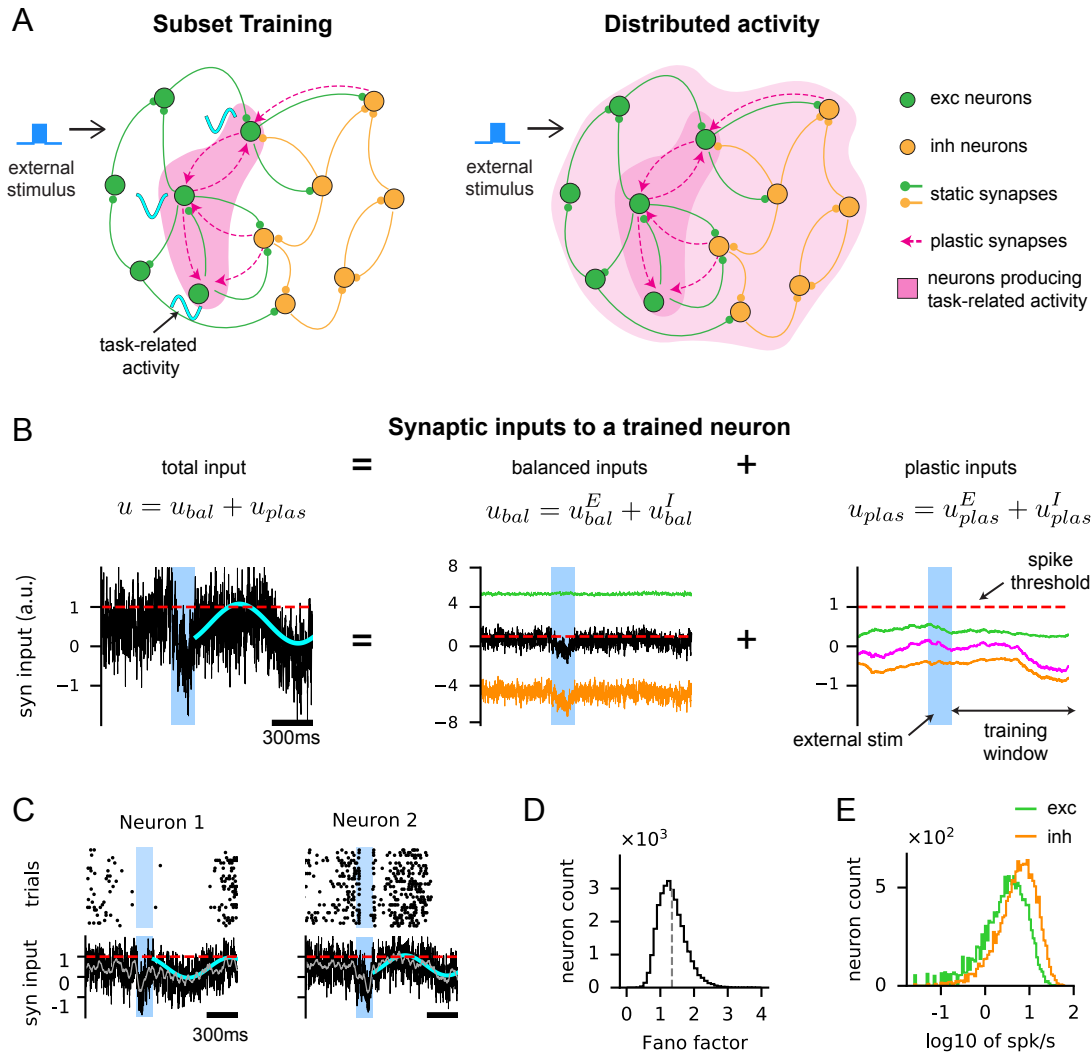 A
Subset Training
Distributed activity
external
stimulus
task-related
activity
external
stimulus
exc neurons
inh neurons
static synapses
plastic synapses
neurons producing
task-related activity
B
Synaptic inputs to a trained neuron
total input
=
balanced inputs
+
plastic inputs
u = u_bal + u_plas
u_bal = u^E_bal + u^I_bal
u_plas = u^E_plas + u^I_plas
syn input (a.u.)
1
0
−1
300ms
=
8
4
0
−4
−8
+
spike
threshold
1
0
−1
external stim
training
window
C
Neuron 1
Neuron 2
trials
syn input
1
0
−1
300ms
1
0
−1
D
×10³
neuron count
3
2
1
0
0 1 2 3 4
Fano factor
E
exc
inh
×10²
neuron count
5
0
−1 0 1 2
log10 of spk/s